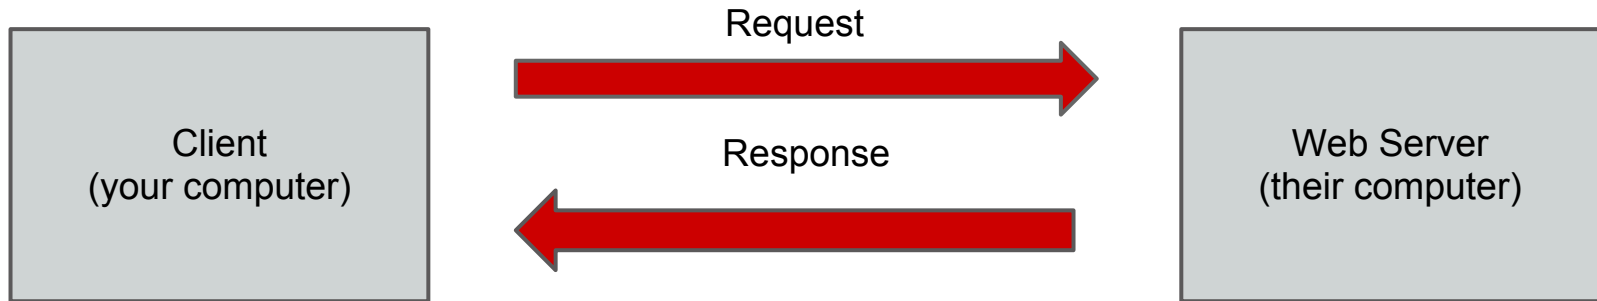 Request
Client
(your computer)
Response
Web Server
(their computer)